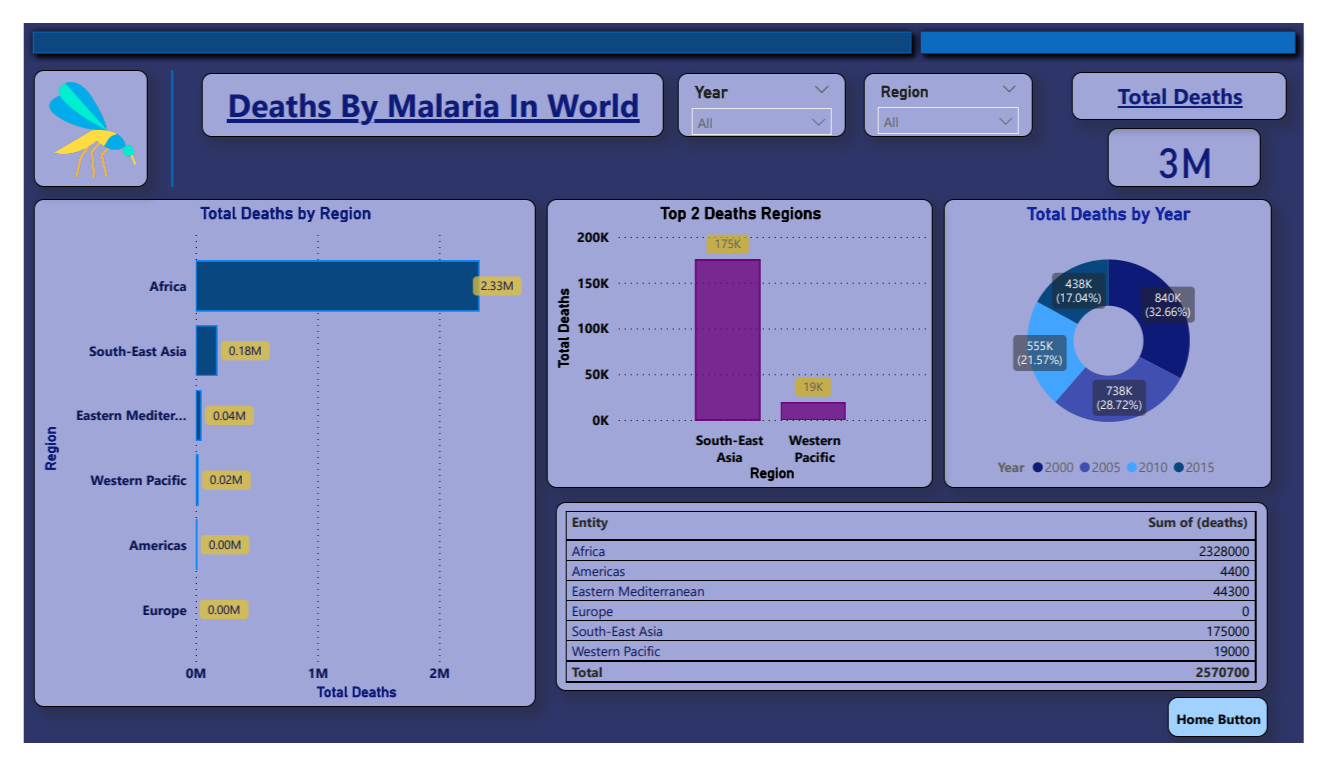 Deaths By Malaria In World
Year
All
Region
All
Total Deaths
3M
Total Deaths by Region
Region
Africa
2.33M
South-East Asia
0.18M
Eastern Mediter...
0.04M
Western Pacific
0.02M
Americas
0.00M
Europe
0.00M
0M 1M 2M
Total Deaths
Top 2 Deaths Regions
Total Deaths
200K
150K
100K
50K
0K
175K
19K
South-East
Asia
Western
Pacific
Region
Total Deaths by Year
438K
(17.04%)
840K
(32.66%)
555K
(21.57%)
738K
(28.72%)
Year 2000 2005 2010 2015
Entity Sum of (deaths)
Africa 2328000
Americas 4400
Eastern Mediterranean 44300
Europe 0
South-East Asia 175000
Western Pacific 19000
Total 2570700
Home Button